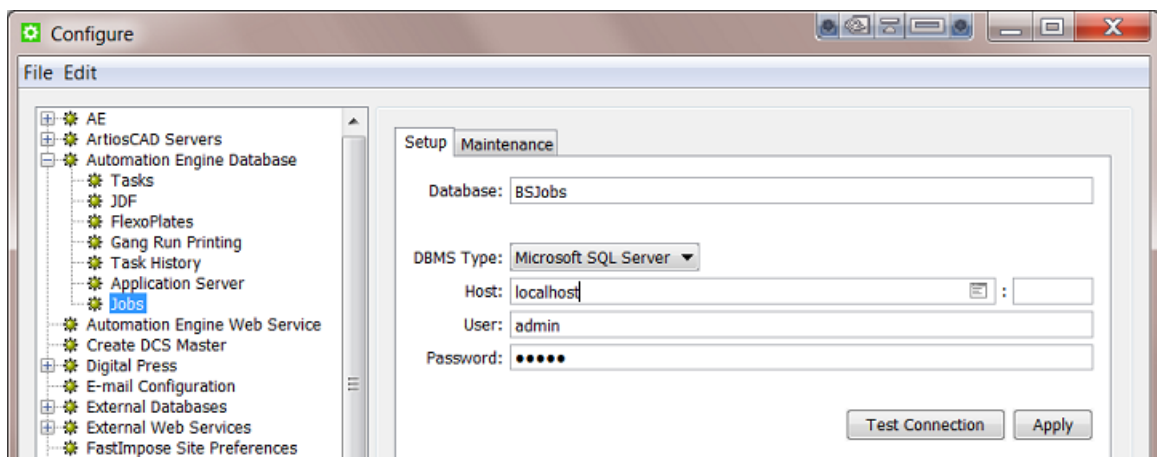 Configure
File Edit
AE
ArtiosCAD Servers
Automation Engine Database
Tasks
JDF
FlexoPlates
Gang Run Printing
Task History
Application Server
Jobs
Automation Engine Web Service
Create DCS Master
Digital Press
E-mail Configuration
External Databases
External Web Services
FastImpose Site Preferences
Setup Maintenance
Database: BSJobs
DBMS Type: Microsoft SQL Server
Host: localhost :
User: admin
Password: •••••
Test Connection Apply